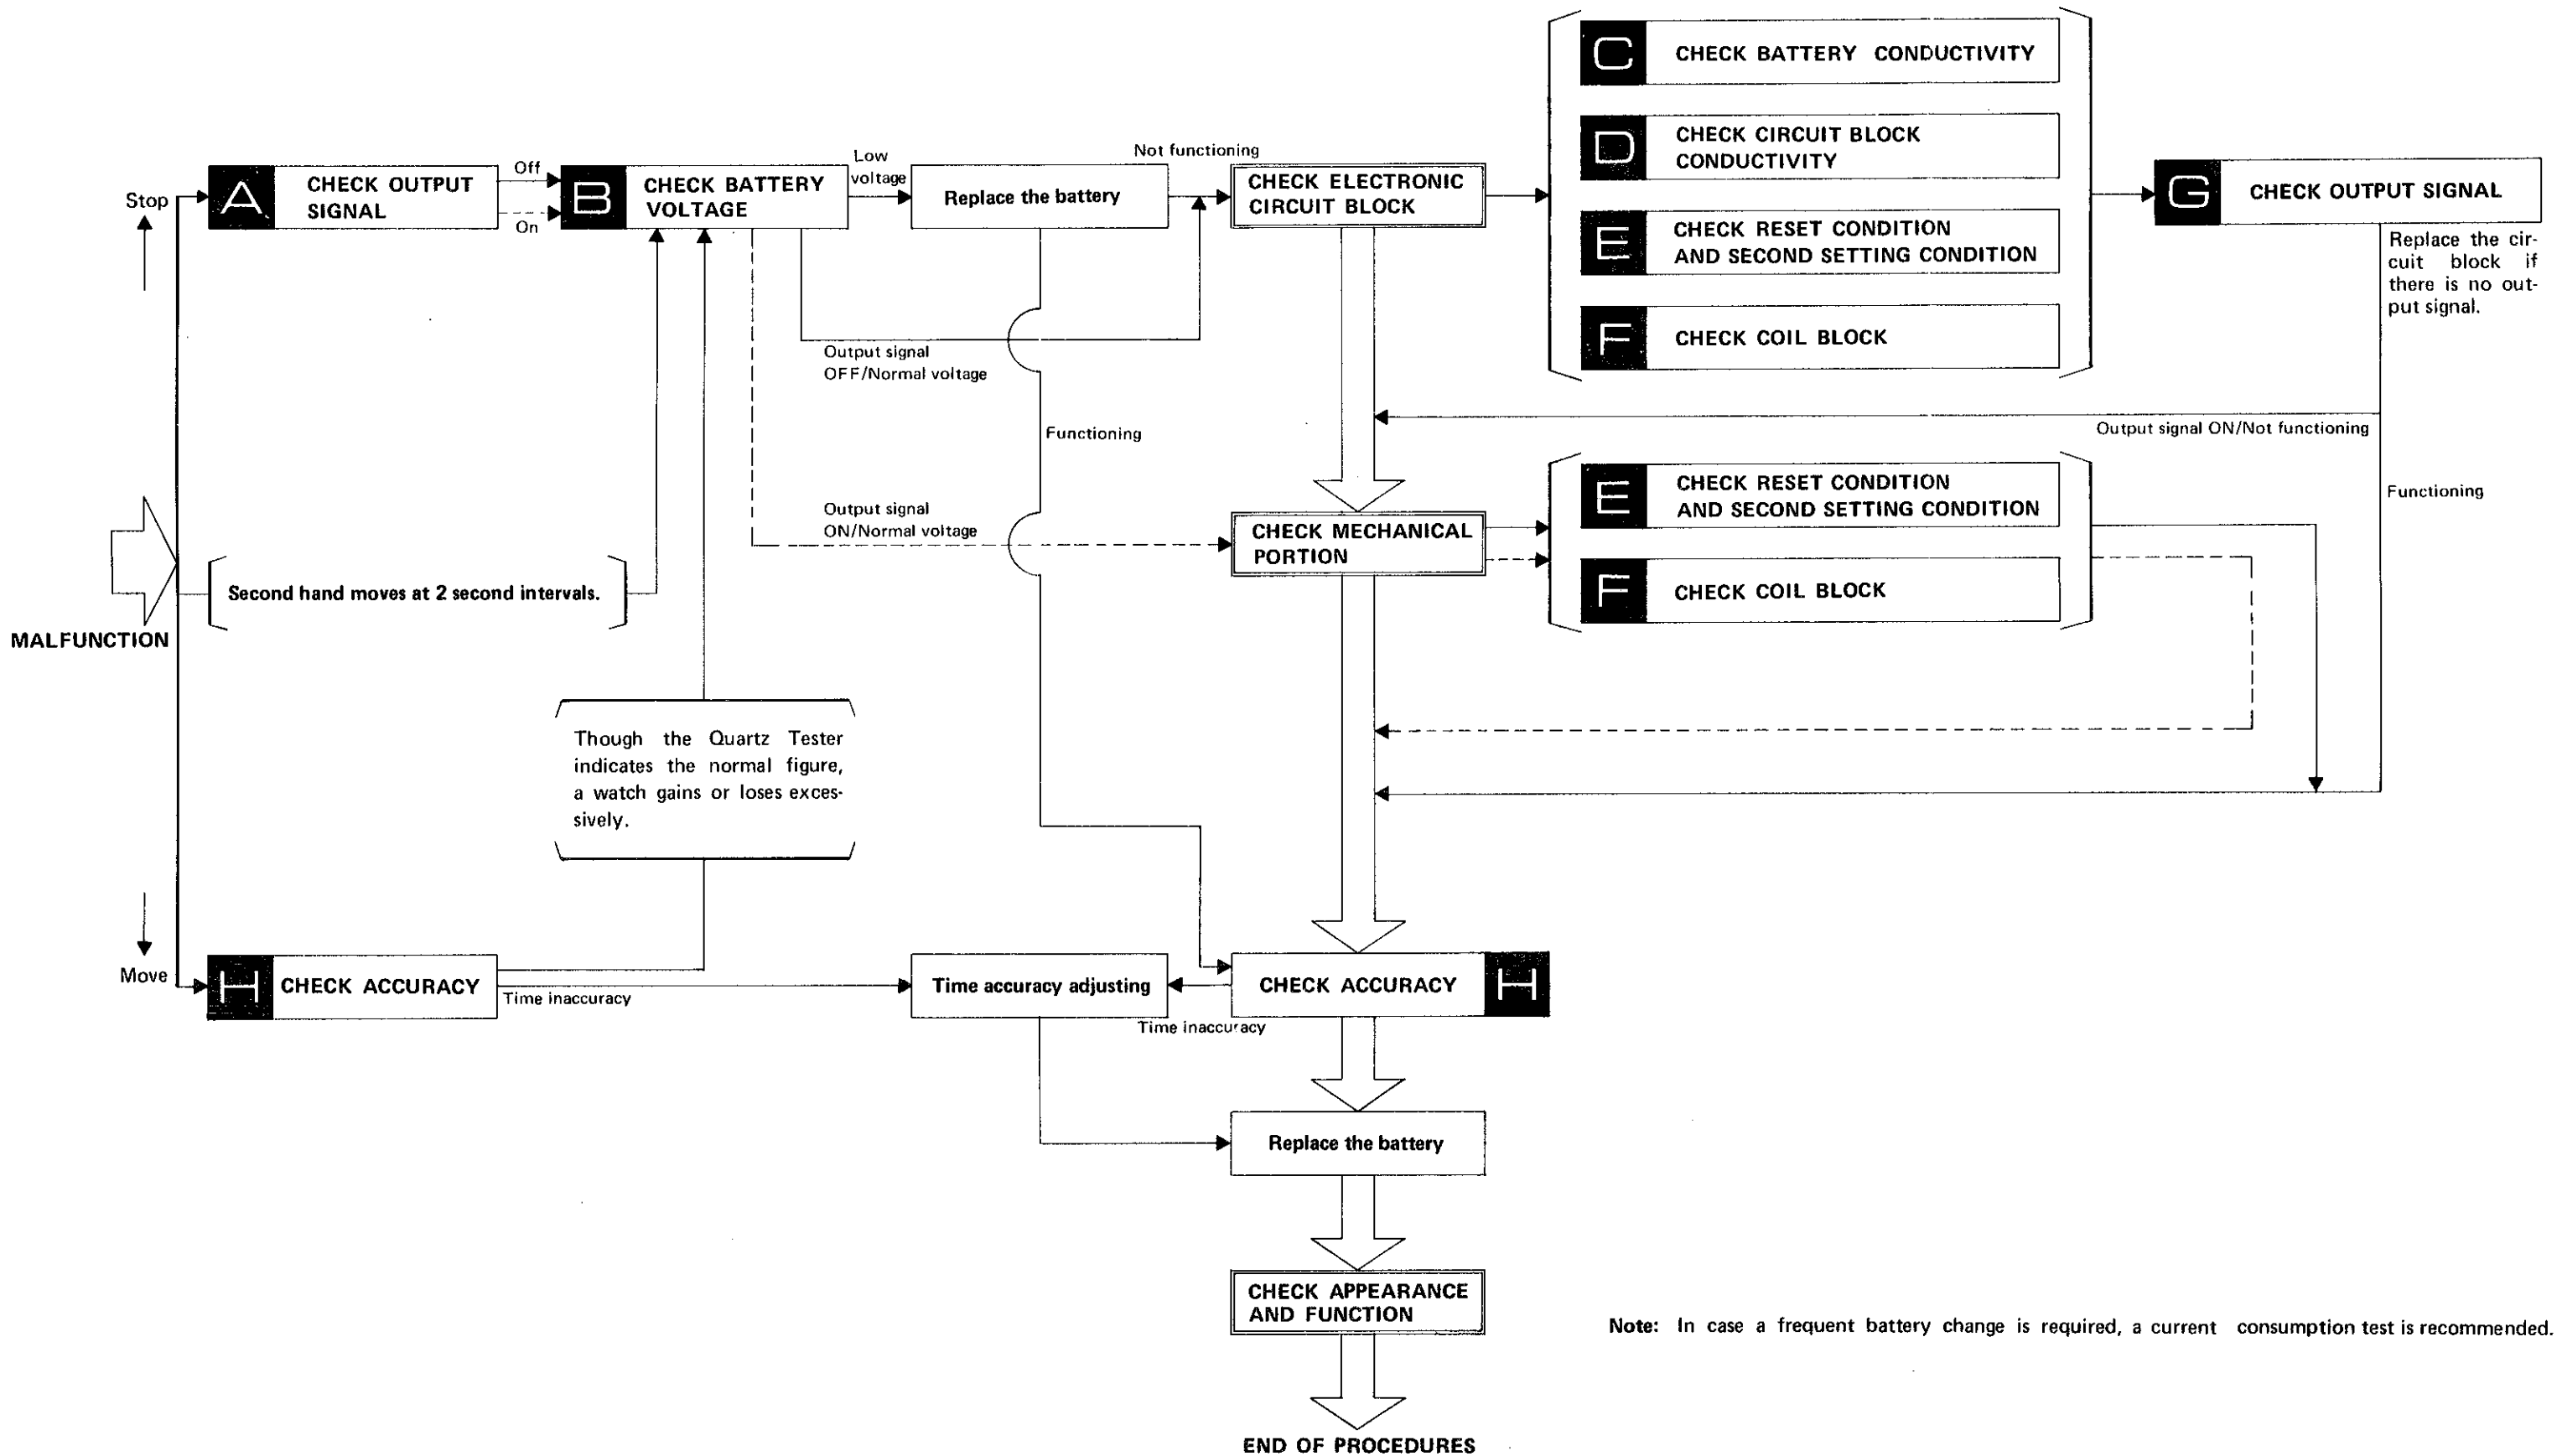 C
CHECK BATTERY CONDUCTIVITY
D
CHECK CIRCUIT BLOCK
CONDUCTIVITY
E
CHECK RESET CONDITION
AND SECOND SETTING CONDITION
F
CHECK COIL BLOCK
Stop
A
CHECK OUTPUT
SIGNAL
Off
On
B
CHECK BATTERY
VOLTAGE
Low
voltage
Replace the battery
Not functioning
CHECK ELECTRONIC
CIRCUIT BLOCK
G
CHECK OUTPUT SIGNAL
Replace the cir-
cuit block if
there is no out-
put signal.
Output signal
OFF/Normal voltage
Functioning
Output signal ON/Not functioning
Functioning
Output signal
ON/Normal voltage
CHECK MECHANICAL
PORTION
E
CHECK RESET CONDITION
AND SECOND SETTING CONDITION
F
CHECK COIL BLOCK
Second hand moves at 2 second intervals.
MALFUNCTION
Though the Quartz Tester
indicates the normal figure,
a watch gains or loses exces-
sively.
Move
H
CHECK ACCURACY
Time inaccuracy
Time accuracy adjusting
CHECK ACCURACY
H
Time inaccuracy
Replace the battery
CHECK APPEARANCE
AND FUNCTION
Note: In case a frequent battery change is required, a current consumption test is recommended.
END OF PROCEDURES